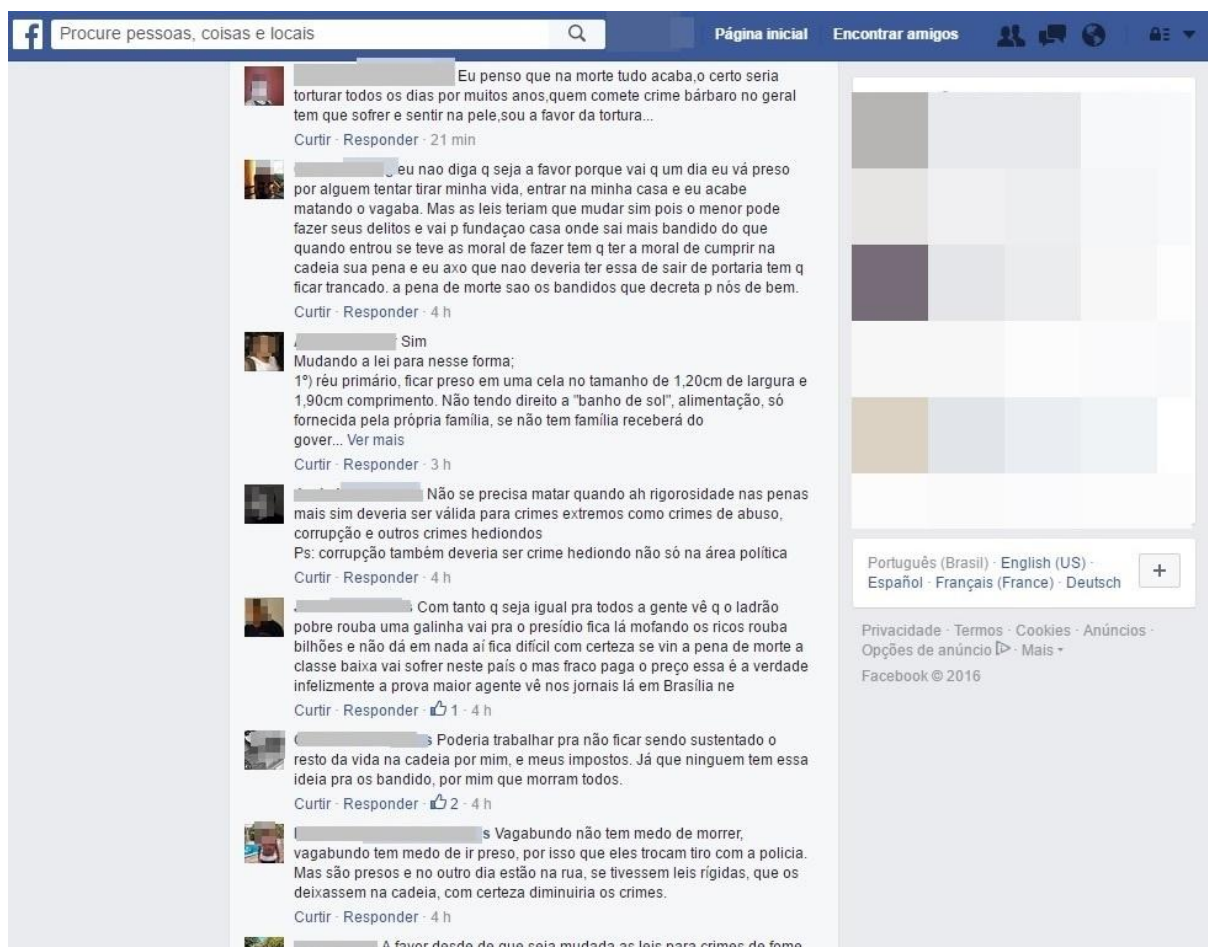 f
Procure pessoas, coisas e locais
Página inicial
Encontrar amigos
Eu penso que na morte tudo acaba,o certo seria
torturar todos os dias por muitos anos,quem comete crime bárbaro no geral
tem que sofrer e sentir na pele,sou a favor da tortura...
Curtir · Responder · 21 min
eu nao diga q seja a favor porque vai q um dia eu vá preso
por alguem tentar tirar minha vida, entrar na minha casa e eu acabe
matando o vagaba. Mas as leis teriam que mudar sim pois o menor pode
fazer seus delitos e vai p fundaçao casa onde sai mais bandido do que
quando entrou se teve as moral de fazer tem q ter a moral de cumprir na
cadeia sua pena e eu axo que nao deveria ter essa de sair de portaria tem q
ficar trancado. a pena de morte sao os bandidos que decreta p nós de bem.
Curtir · Responder · 4 h
Sim
Mudando a lei para nesse forma;
1º) réu primário, ficar preso em uma cela no tamanho de 1,20cm de largura e
1,90cm comprimento. Não tendo direito a "banho de sol", alimentação, só
fornecida pela própria família, se não tem família receberá do
gover... Ver mais
Curtir · Responder · 3 h
Não se precisa matar quando ah rigorosidade nas penas
mais sim deveria ser válida para crimes extremos como crimes de abuso,
corrupção e outros crimes hediondos
Ps: corrupção também deveria ser crime hediondo não só na área política
Curtir · Responder · 4 h
s Com tanto q seja igual pra todos a gente vê q o ladrão
pobre rouba uma galinha vai pra o presídio fica lá mofando os ricos rouba
bilhões e não dá em nada aí fica difícil com certeza se vin a pena de morte a
classe baixa vai sofrer neste país o mas fraco paga o preço essa é a verdade
infelizmente a prova maior agente vê nos jornais lá em Brasília ne
Curtir · Responder · 1 · 4 h
s Poderia trabalhar pra não ficar sendo sustentado o
resto da vida na cadeia por mim, e meus impostos. Já que ninguem tem essa
ideia pra os bandido, por mim que morram todos.
Curtir · Responder · 2 · 4 h
s Vagabundo não tem medo de morrer,
vagabundo tem medo de ir preso, por isso que eles trocam tiro com a policia.
Mas são presos e no outro dia estão na rua, se tivessem leis rígidas, que os
deixassem na cadeia, com certeza diminuiria os crimes.
Curtir · Responder · 4 h
A favor desde de que seja mudada as leis para crimes de fome
Português (Brasil) · English (US) ·
Español · Français (France) · Deutsch
+
Privacidade · Termos · Cookies · Anúncios ·
Opções de anúncio · Mais
Facebook © 2016